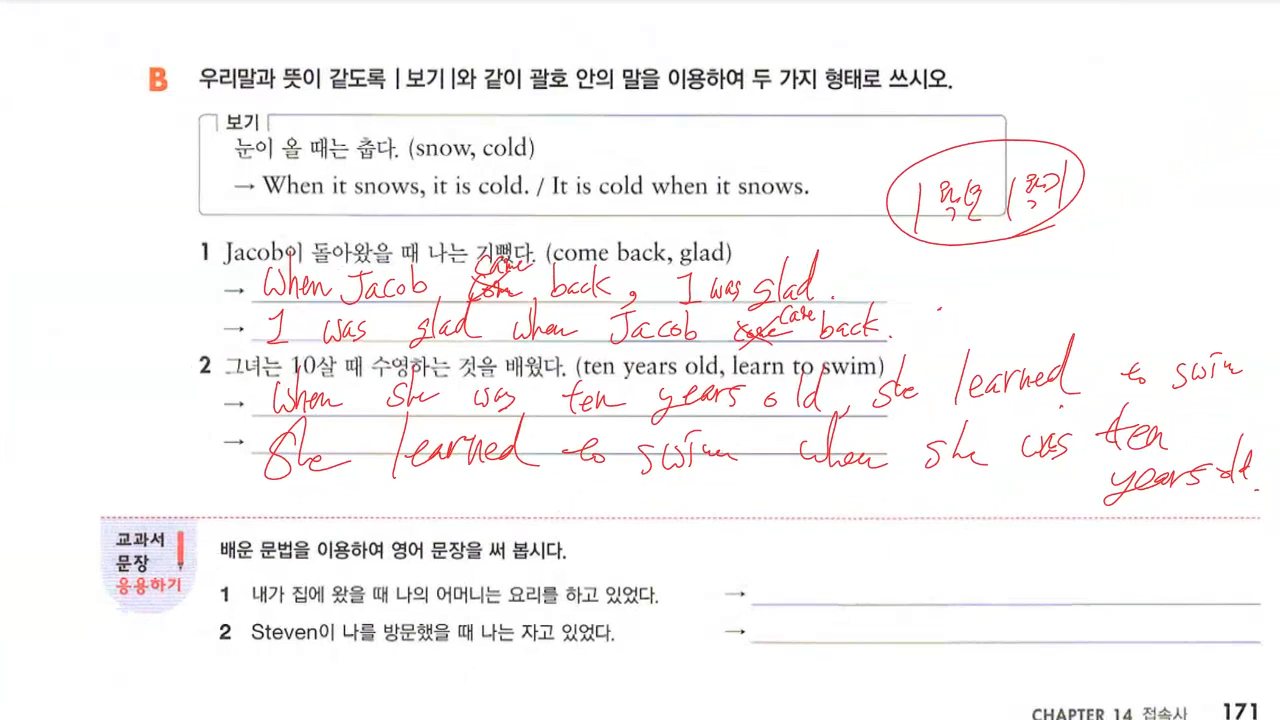 B 우리말과 뜻이 같도록 |보기|와 같이 괄호 안의 말을 이용하여 두 가지 형태로 쓰시오.
보기
눈이 올 때는 춥다. (snow, cold)
→ When it snows, it is cold. / It is cold when it snows.
1 Jacob이 돌아왔을 때 나는 기뻤다. (come back, glad)
came
→ When Jacob back, I was glad.
→ I was glad when Jacob came back.
2 그녀는 10살 때 수영하는 것을 배웠다. (ten years old, learn to swim)
→ When she was ten years old, she learned to swim
→ She learned to swim when she was ten
years old.
교과서
문장
응용하기
배운 문법을 이용하여 영어 문장을 써 봅시다.
1 내가 집에 왔을 때 나의 어머니는 요리를 하고 있었다. →
2 Steven이 나를 방문했을 때 나는 자고 있었다. →
CHAPTER 14 접속사 171